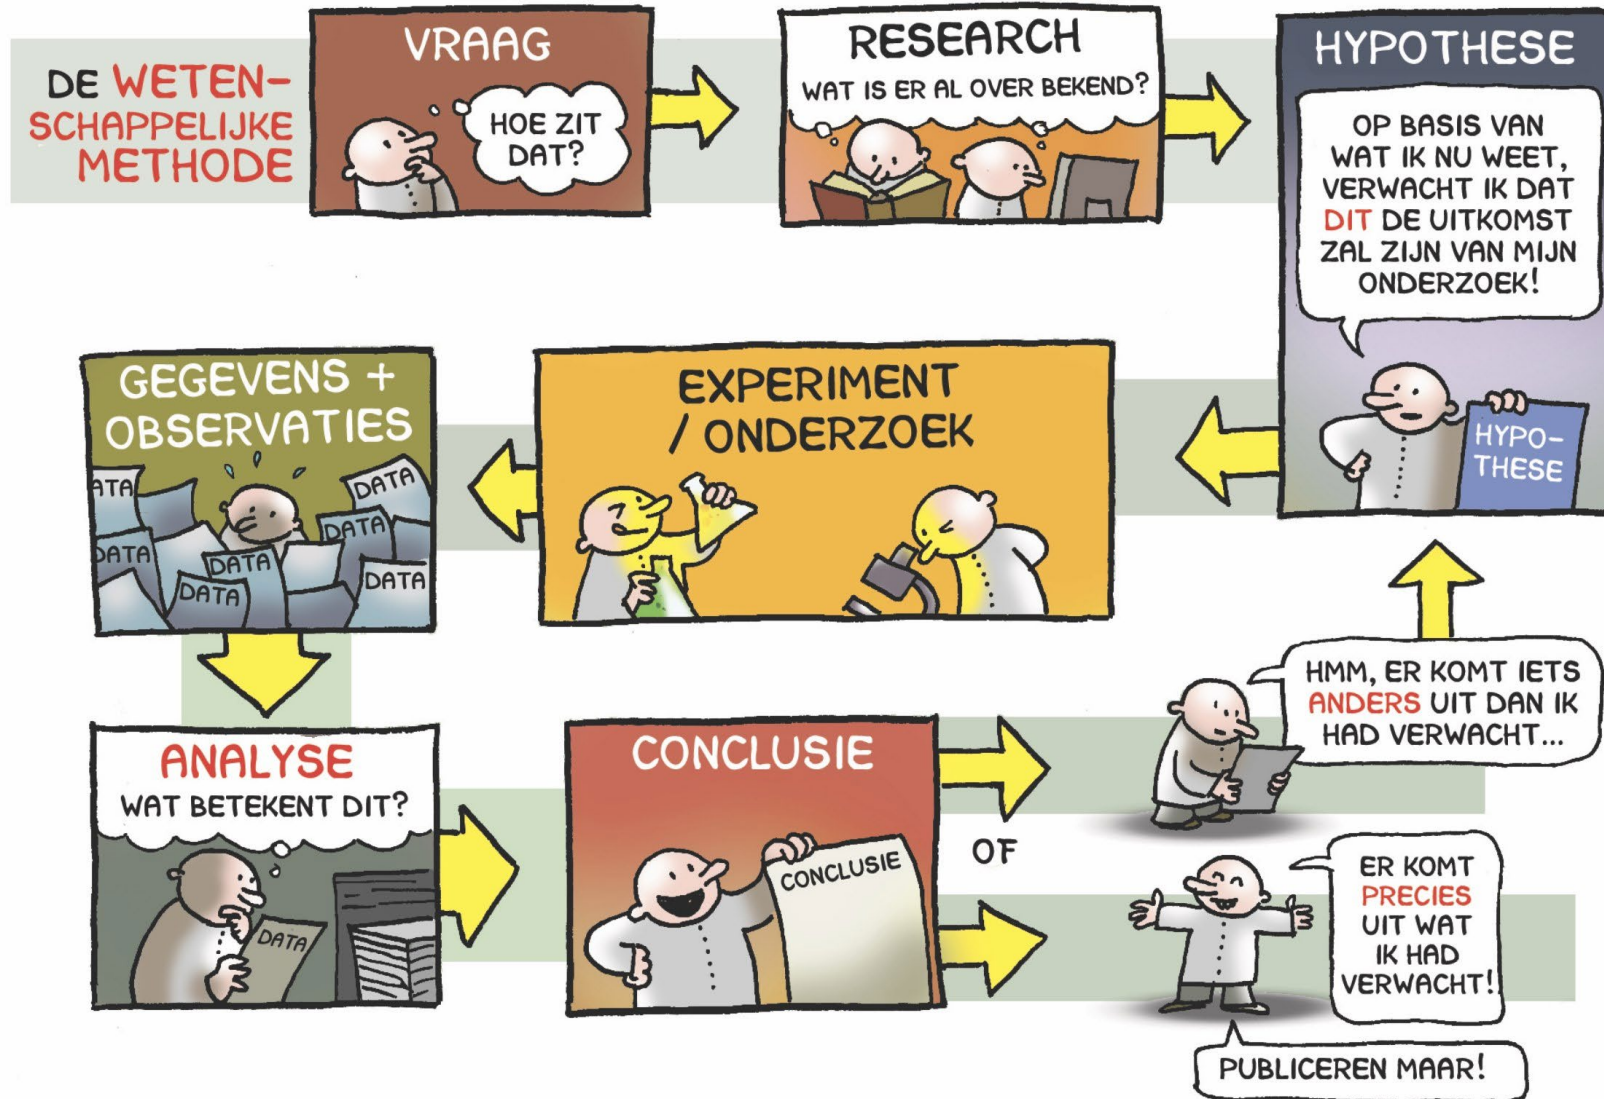 DE WETEN-
SCHAPPELIJKE
METHODE
VRAAG
HOE ZIT
DAT?
RESEARCH
WAT IS ER AL OVER BEKEND?
HYPOTHESE
OP BASIS VAN
WAT IK NU WEET,
VERWACHT IK DAT
DIT DE UITKOMST
ZAL ZIJN VAN MIJN
ONDERZOEK!
HYPO-
THESE
EXPERIMENT
/ ONDERZOEK
GEGEVENS +
OBSERVATIES
ATA
DATA
DATA
DATA
DATA
DATA
DATA
ANALYSE
WAT BETEKENT DIT?
DATA
CONCLUSIE
CONCLUSIE
HMM, ER KOMT IETS
ANDERS UIT DAN IK
HAD VERWACHT...
OF
ER KOMT
PRECIES
UIT WAT
IK HAD
VERWACHT!
PUBLICEREN MAAR!